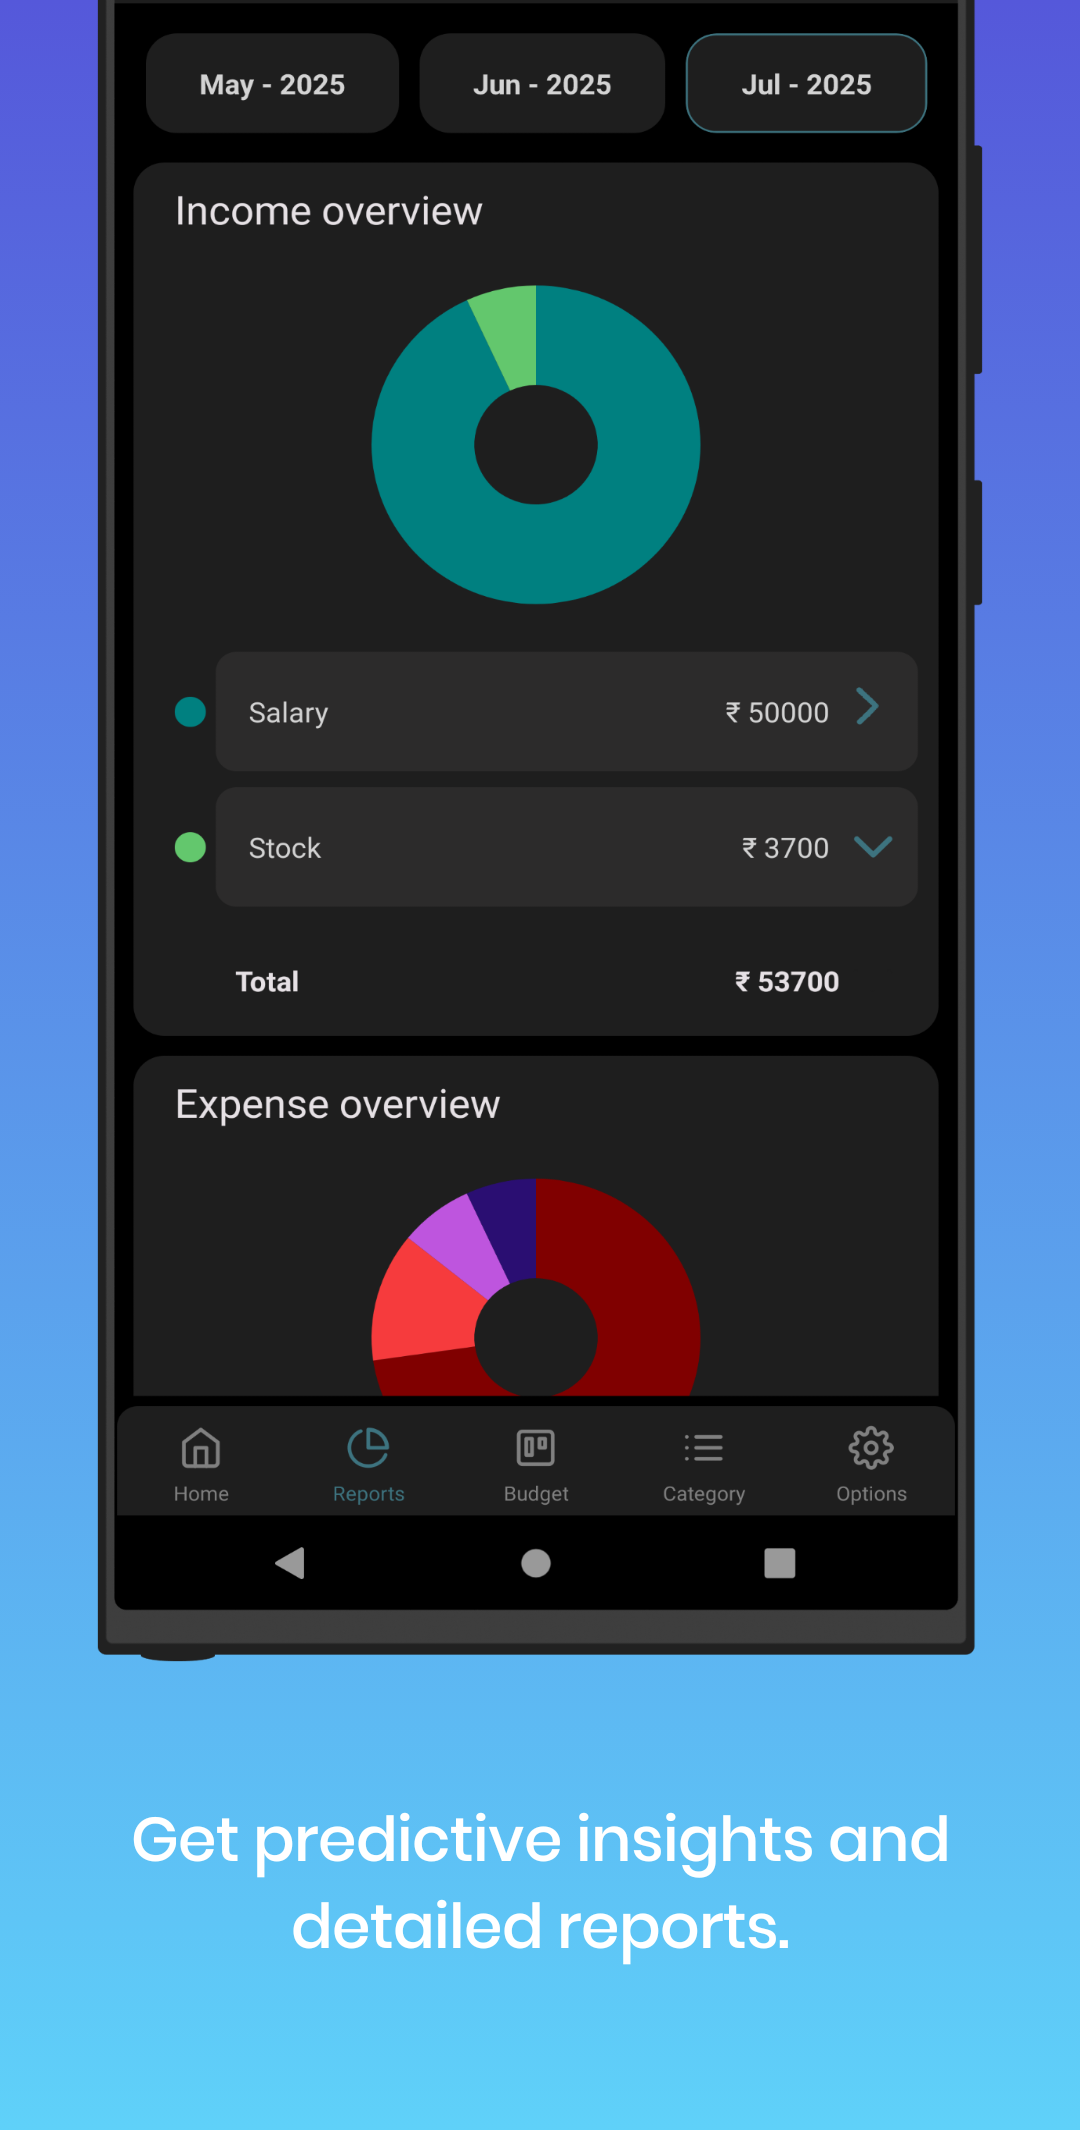 May - 2025
Jun - 2025
Jul - 2025
Income overview
Salary
₹ 50000
Stock
₹ 3700
Total
₹ 53700
Expense overview
Home
Reports
Budget
Category
Options
Get predictive insights and
detailed reports.